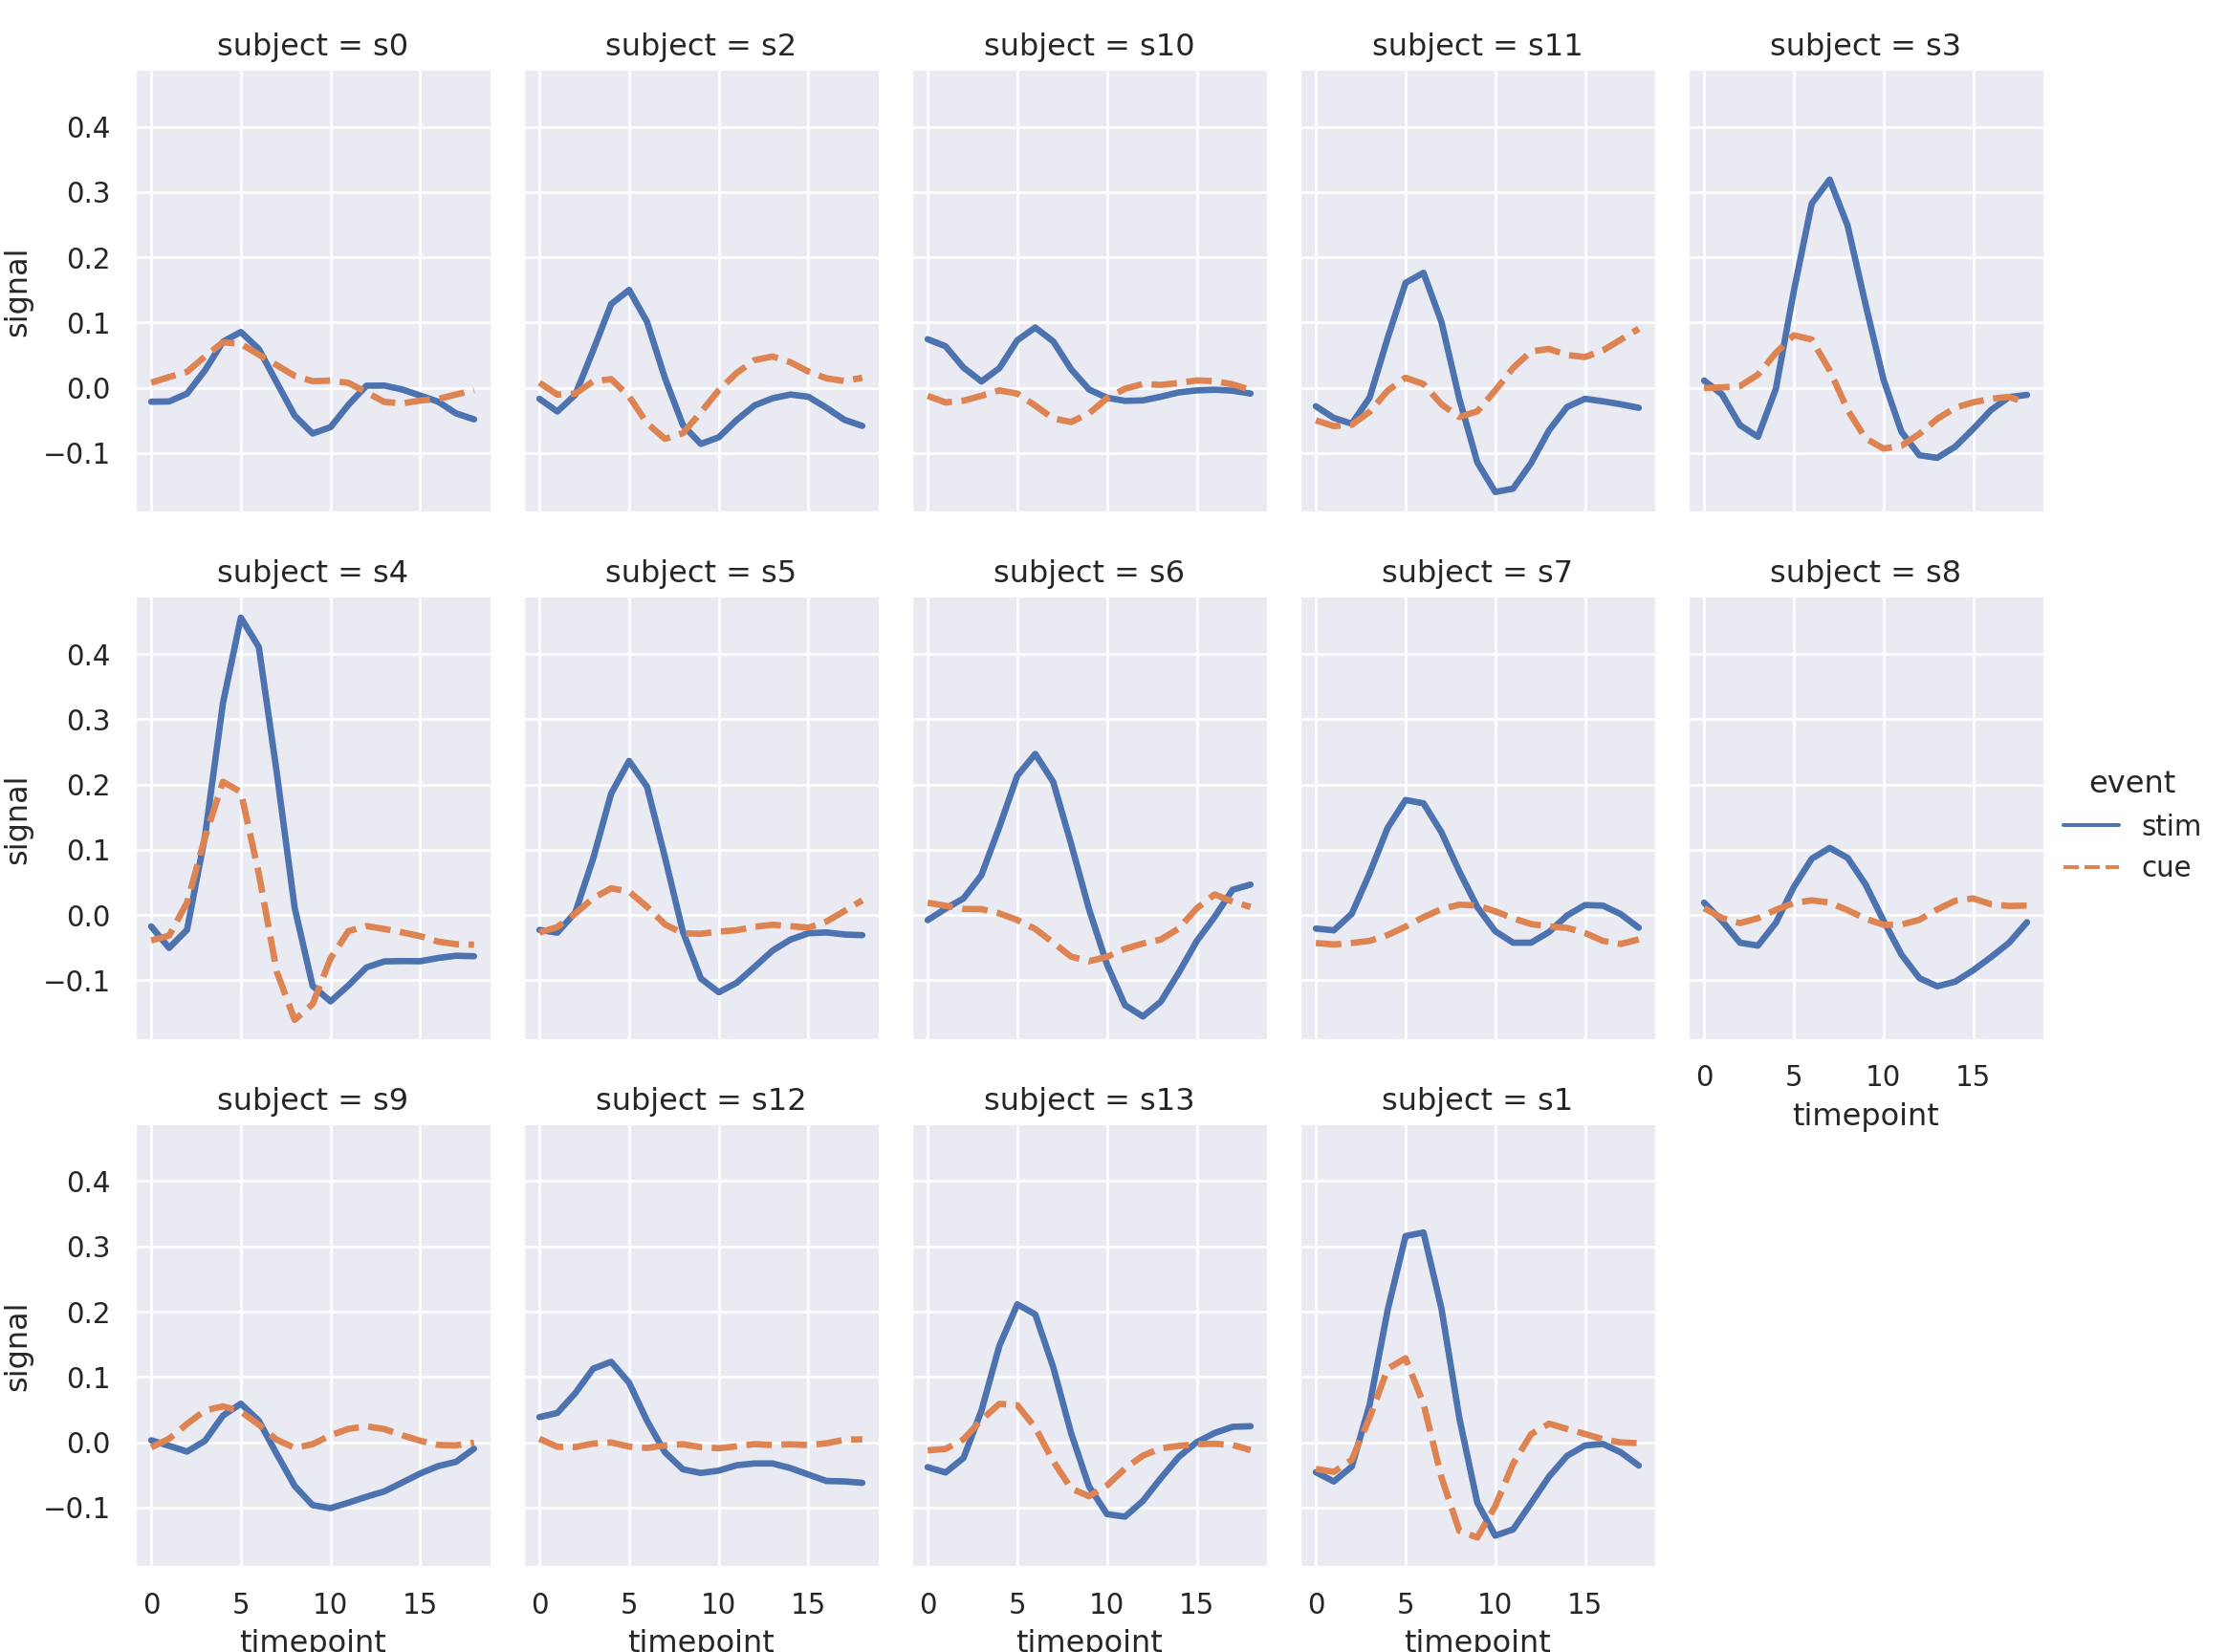 subject = s0
subject = s2
subject = s10
subject = s11
subject = s3
0.4
0.3
0.2
0.1
0.0
−0.1
signal
subject = s4
subject = s5
subject = s6
subject = s7
subject = s8
0.4
0.3
0.2
0.1
0.0
−0.1
signal
0 5 10 15
timepoint
event
stim
cue
subject = s9
subject = s12
subject = s13
subject = s1
0.4
0.3
0.2
0.1
0.0
−0.1
signal
0 5 10 15
0 5 10 15
0 5 10 15
0 5 10 15
timepoint
timepoint
timepoint
timepoint